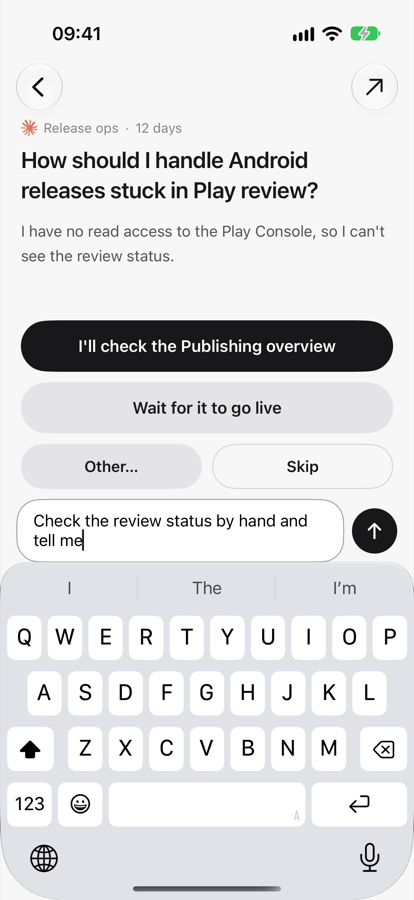 09:41
Release ops · 12 days
How should I handle Android
releases stuck in Play review?
I have no read access to the Play Console, so I can't
see the review status.
I'll check the Publishing overview
Wait for it to go live
Other... Skip
Check the review status by hand and
tell me
I The I'm
Q W E R T Y U I O P
A S D F G H J K L
Z X C V B N M
123
A